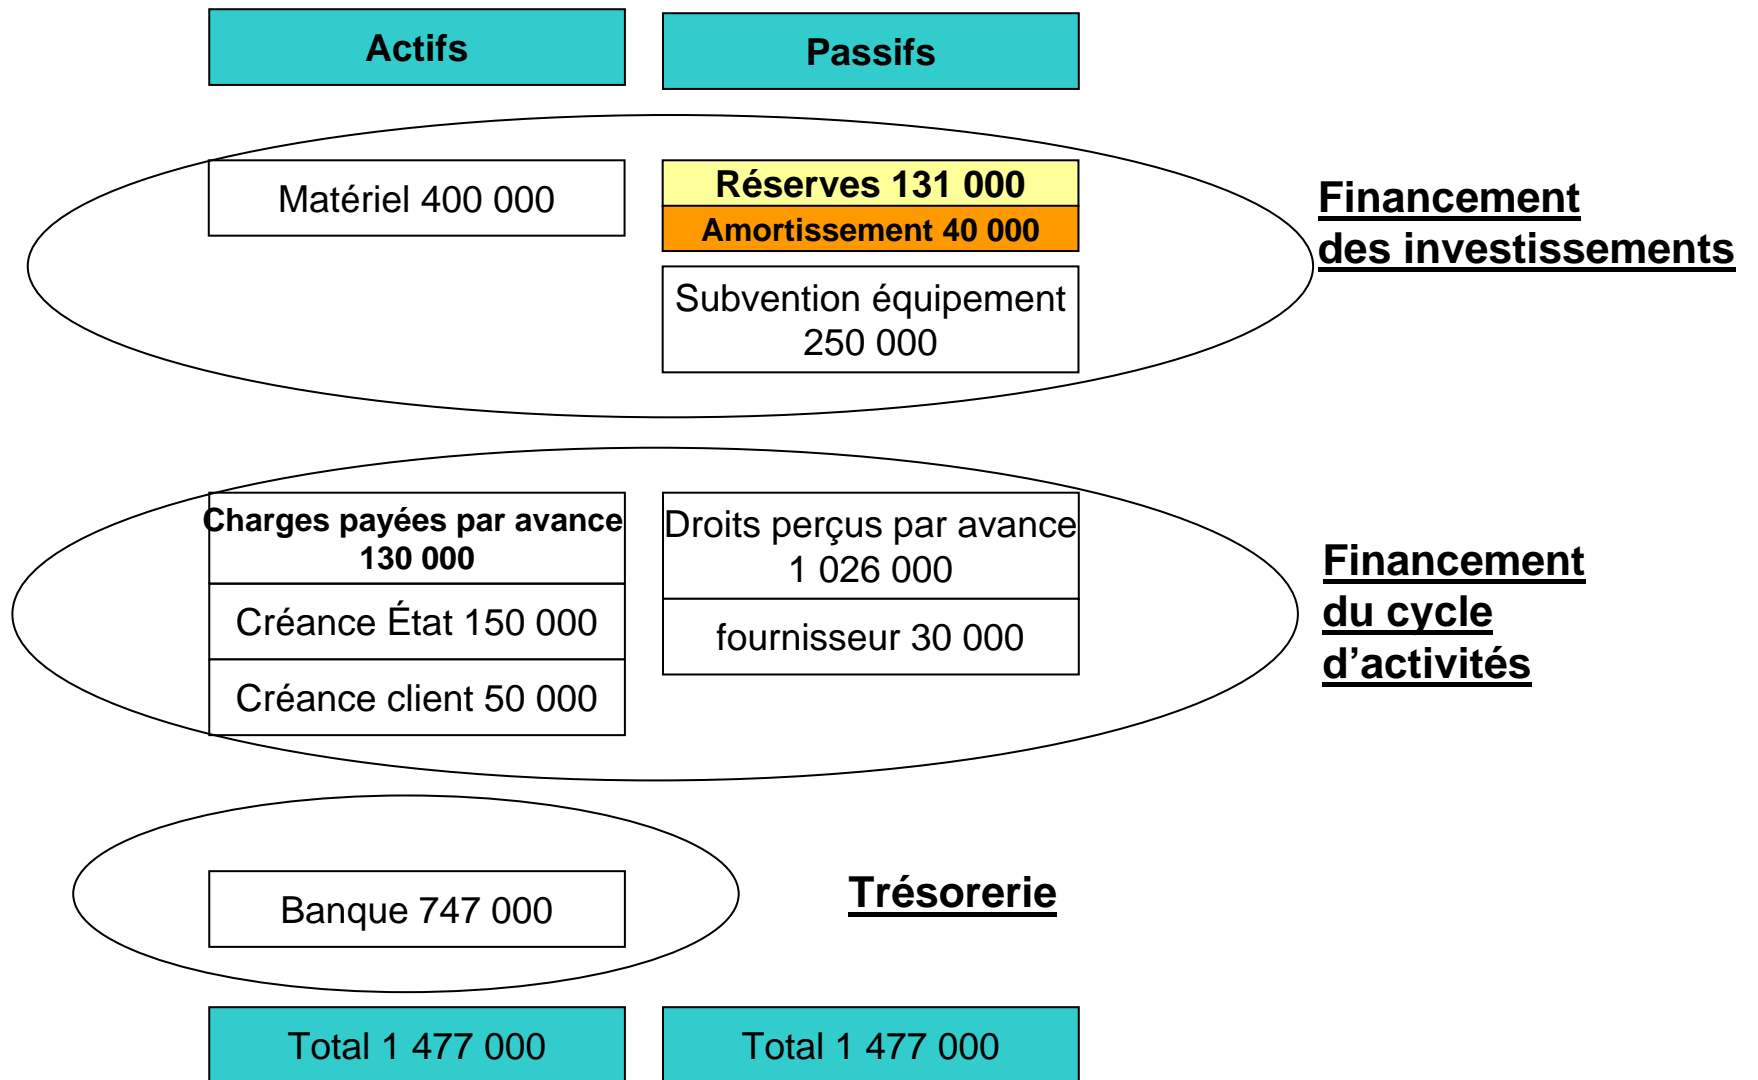 Actifs
Passifs
Matériel 400 000
Réserves 131 000
Amortissement 40 000
Subvention équipement
250 000
Financement
des investissements
Charges payées par avance
130 000
Créance État 150 000
Créance client 50 000
Droits perçus par avance
1 026 000
fournisseur 30 000
Financement
du cycle
d’activités
Banque 747 000
Trésorerie
Total 1 477 000
Total 1 477 000